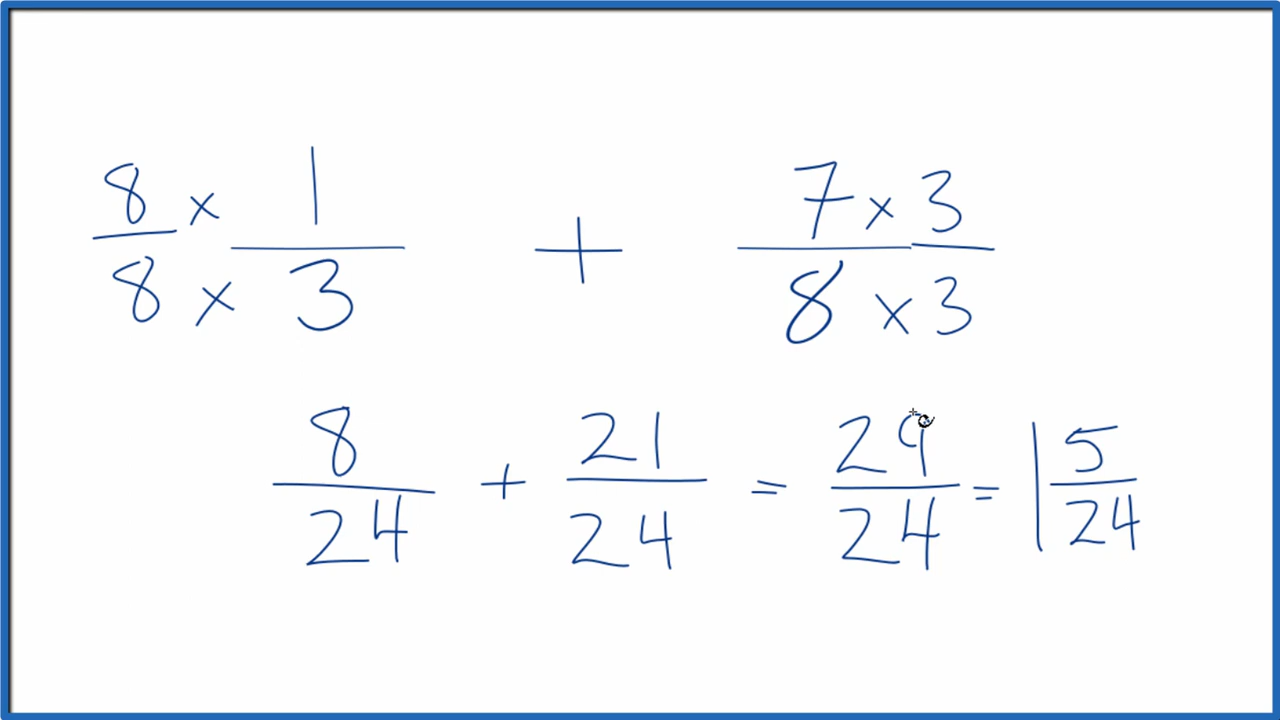 8/8 × 1/3 + 7 × 3/8 × 3
8/24 + 21/24 = 29/24 = 1 5/24